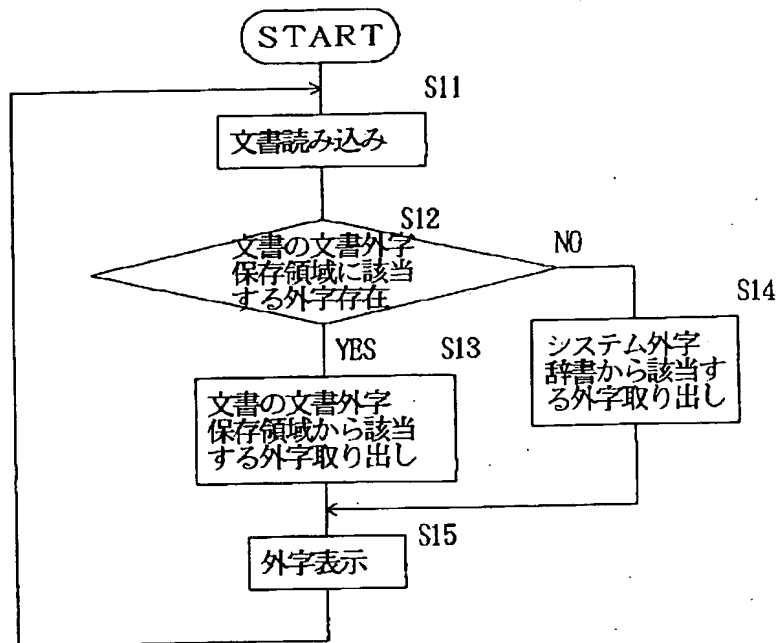 START
S11
文書読み込み
S12
文書の文書外字
保存領域に該当
する外字存在
NO
YES
S13
文書の文書外字
保存領域から該当
する外字取り出し
S14
システム外字
辞書から該当す
る外字取り出し
S15
外字表示